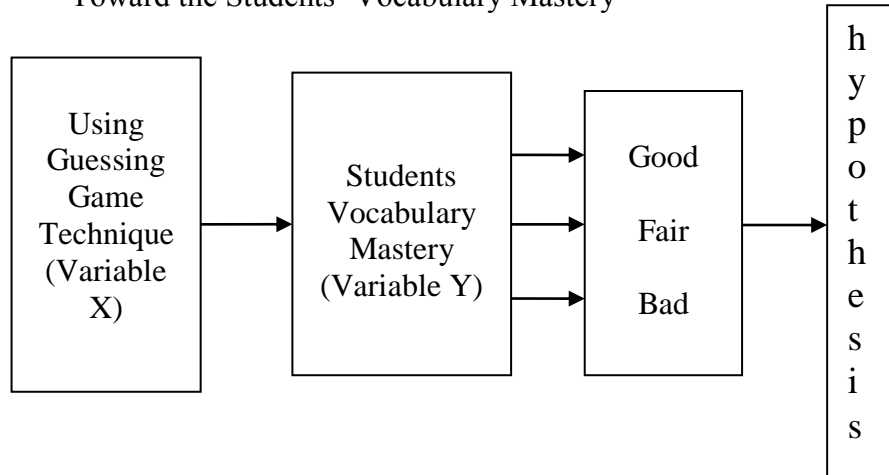 Toward the Students' Vocabulary Mastery
Using
Guessing
Game
Technique
(Variable
X)
Students
Vocabulary
Mastery
(Variable Y)
Good
Fair
Bad
h
y
p
o
t
h
e
s
i
s